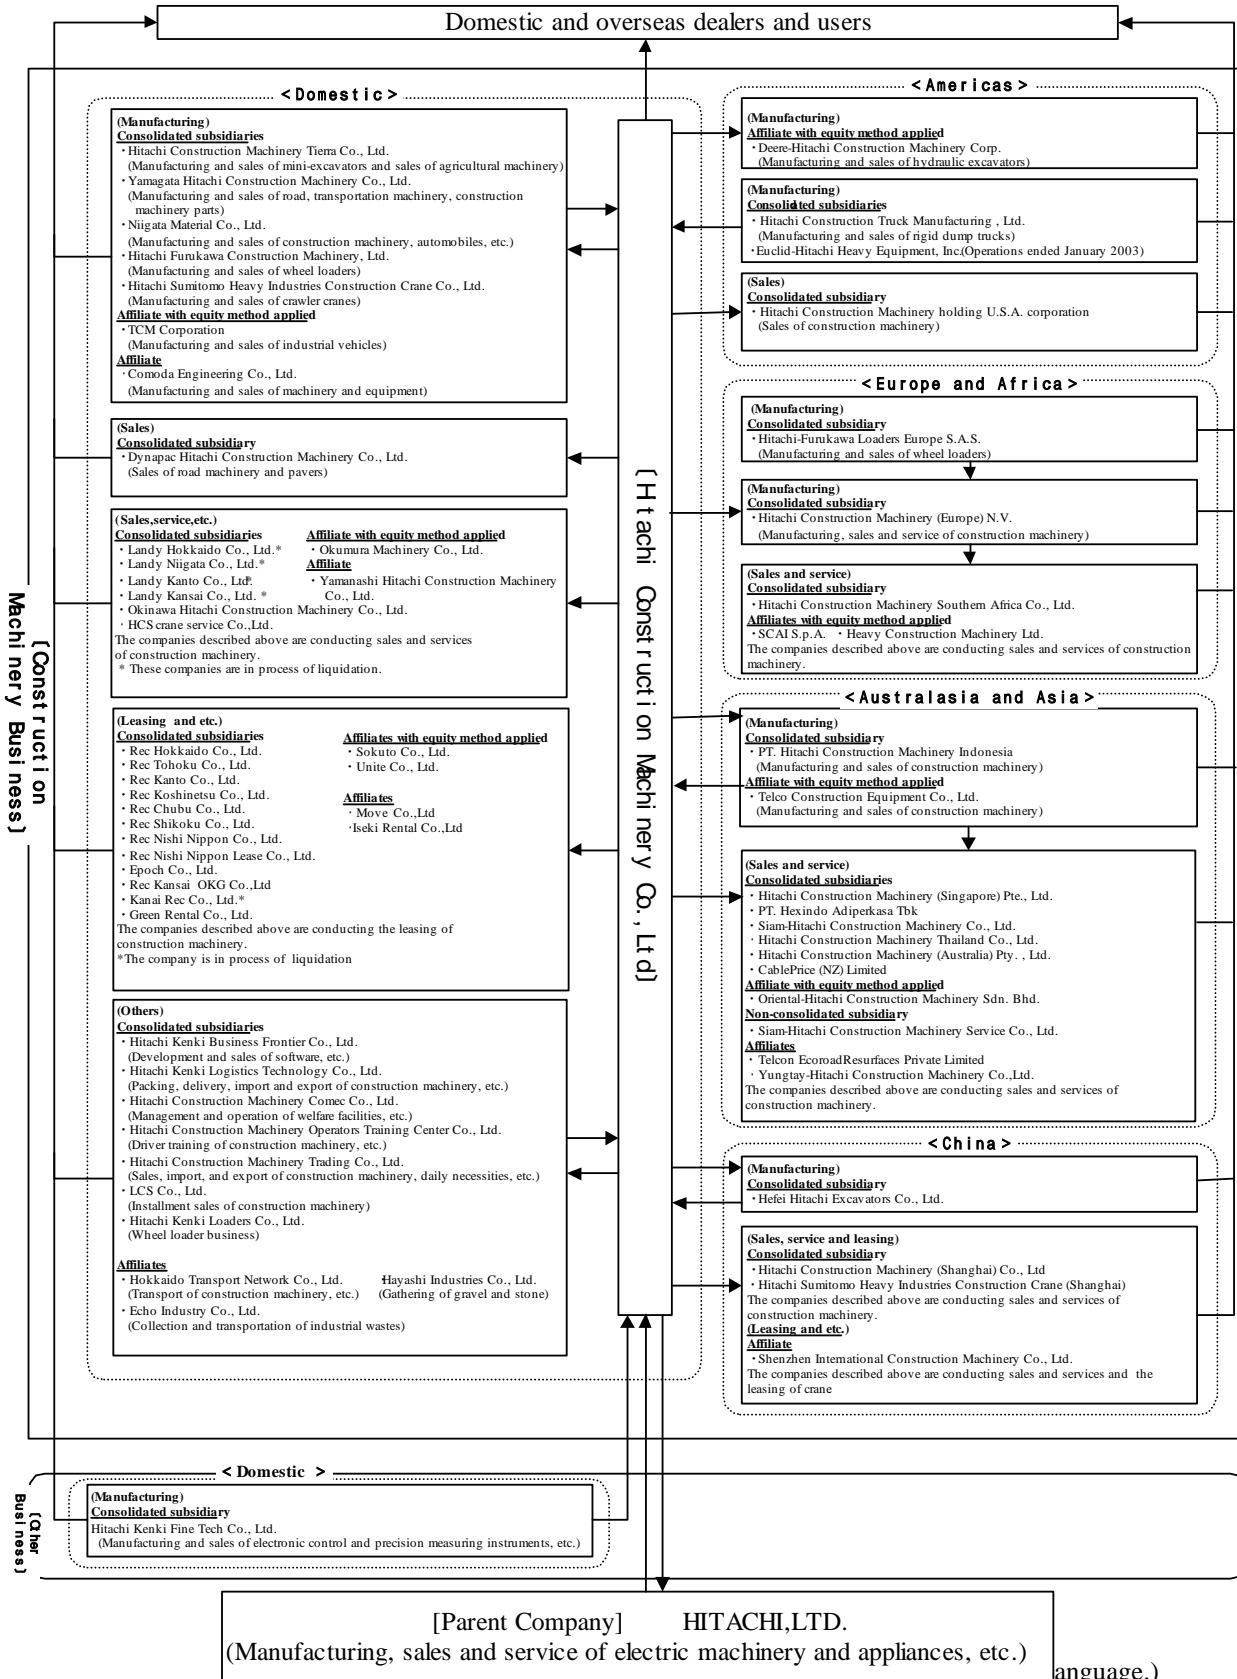 Domestic and overseas dealers and users
<Domestic>
(Manufacturing)
Consolidated subsidiaries
・Hitachi Construction Machinery Tierra Co., Ltd.
(Manufacturing and sales of mini-excavators and sales of agricultural machinery)
・Yamagata Hitachi Construction Machinery Co., Ltd.
(Manufacturing and sales of road, transportation machinery, construction
machinery parts)
・Niigata Material Co., Ltd.
(Manufacturing and sales of construction machinery, automobiles, etc.)
・Hitachi Furukawa Construction Machinery, Ltd.
(Manufacturing and sales of wheel loaders)
・Hitachi Sumitomo Heavy Industries Construction Crane Co., Ltd.
(Manufacturing and sales of crawler cranes)
Affiliate with equity method applied
・TCM Corporation
(Manufacturing and sales of industrial vehicles)
Affiliate
・Comoda Engineering Co., Ltd.
(Manufacturing and sales of machinery and equipment)
(Sales)
Consolidated subsidiary
・Dynapac Hitachi Construction Machinery Co., Ltd.
(Sales of road machinery and pavers)
(Sales,service,etc.)
Consolidated subsidiaries
・Landy Hokkaido Co., Ltd.*
・Landy Niigata Co., Ltd.*
・Landy Kanto Co., Ltd.*
・Landy Kansai Co., Ltd. *
・Okinawa Hitachi Construction Machinery Co., Ltd.
・HCS crane service Co.,Ltd.
Affiliate with equity method applied
・Okumura Machinery Co., Ltd.
Affiliate
・Yamanashi Hitachi Construction Machinery
Co., Ltd.
The companies described above are conducting sales and services
of construction machinery.
* These companies are in process of liquidation.
(Leasing and etc.)
Consolidated subsidiaries
・Rec Hokkaido Co., Ltd.
・Rec Tohoku Co., Ltd.
・Rec Kanto Co., Ltd.
・Rec Koshinetsu Co., Ltd.
・Rec Chubu Co., Ltd.
・Rec Shikoku Co., Ltd.
・Rec Nishi Nippon Co., Ltd.
・Rec Nishi Nippon Lease Co., Ltd.
・Epoch Co., Ltd.
・Rec Kansai OKG Co.,Ltd
・Kanai Rec Co., Ltd.*
・Green Rental Co., Ltd.
Affiliates with equity method applied
・Sokuto Co., Ltd.
・Unite Co., Ltd.
Affiliates
・Move Co.,Ltd
・Iseki Rental Co.,Ltd
The companies described above are conducting the leasing of
construction machinery.
*The company is in process of liquidation
(Others)
Consolidated subsidiaries
・Hitachi Kenki Business Frontier Co., Ltd.
(Development and sales of software, etc.)
・Hitachi Kenki Logistics Technology Co., Ltd.
(Packing, delivery, import and export of construction machinery, etc.)
・Hitachi Construction Machinery Comec Co., Ltd.
(Management and operation of welfare facilities, etc.)
・Hitachi Construction Machinery Operators Training Center Co., Ltd.
(Driver training of construction machinery, etc.)
・Hitachi Construction Machinery Trading Co., Ltd.
(Sales, import, and export of construction machinery, daily necessities, etc.)
・LCS Co., Ltd.
(Installment sales of construction machinery)
・Hitachi Kenki Loaders Co., Ltd.
(Wheel loader business)
Affiliates
・Hokkaido Transport Network Co., Ltd.
(Transport of construction machinery, etc.)
・Echo Industry Co., Ltd.
(Collection and transportation of industrial wastes)
・Hayashi Industries Co., Ltd.
(Gathering of gravel and stone)
[Construction
Machinery Business]
[Hitachi Construction Machinery Co., Ltd]
<Americas>
(Manufacturing)
Affiliate with equity method applied
・Deere-Hitachi Construction Machinery Corp.
(Manufacturing and sales of hydraulic excavators)
(Manufacturing)
Consolidated subsidiaries
・Hitachi Construction Truck Manufacturing , Ltd.
(Manufacturing and sales of rigid dump trucks)
・Euclid-Hitachi Heavy Equipment, Inc.(Operations ended January 2003)
(Sales)
Consolidated subsidiary
・Hitachi Construction Machinery holding U.S.A. corporation
(Sales of construction machinery)
<Europe and Africa>
(Manufacturing)
Consolidated subsidiary
・Hitachi-Furukawa Loaders Europe S.A.S.
(Manufacturing and sales of wheel loaders)
(Manufacturing)
Consolidated subsidiary
・Hitachi Construction Machinery (Europe) N.V.
(Manufacturing, sales and service of construction machinery)
(Sales and service)
Consolidated subsidiary
・Hitachi Construction Machinery Southern Africa Co., Ltd.
Affiliates with equity method applied
・SCAI S.p.A. ・Heavy Construction Machinery Ltd.
The companies described above are conducting sales and services of construction
machinery.
<Australasia and Asia>
(Manufacturing)
Consolidated subsidiary
・PT. Hitachi Construction Machinery Indonesia
(Manufacturing and sales of construction machinery)
Affiliate with equity method applied
・Telco Construction Equipment Co., Ltd.
(Manufacturing and sales of construction machinery)
(Sales and service)
Consolidated subsidiaries
・Hitachi Construction Machinery (Singapore) Pte., Ltd.
・PT. Hexindo Adiperkasa Tbk
・Siam-Hitachi Construction Machinery Co., Ltd.
・Hitachi Construction Machinery Thailand Co., Ltd.
・Hitachi Construction Machinery (Australia) Pty. , Ltd.
・CablePrice (NZ) Limited
Affiliate with equity method applied
・Oriental-Hitachi Construction Machinery Sdn. Bhd.
Non-consolidated subsidiary
・Siam-Hitachi Construction Machinery Service Co., Ltd.
Affiliates
・Telcon EcoroadResurfaces Private Limited
・Yungtay-Hitachi Construction Machinery Co.,Ltd.
The companies described above are conducting sales and services of
construction machinery.
<China>
(Manufacturing)
Consolidated subsidiary
・Hefei Hitachi Excavators Co., Ltd.
(Sales, service and leasing)
Consolidated subsidiary
・Hitachi Construction Machinery (Shanghai) Co., Ltd
・Hitachi Sumitomo Heavy Industries Construction Crane (Shanghai)
The companies described above are conducting sales and services of
construction machinery.
(Leasing and etc.)
Affiliate
・Shenzhen International Construction Machinery Co., Ltd.
The companies described above are conducting sales and services and the
leasing of crane
<Domestic >
[Other
Business]
(Manufacturing)
Consolidated subsidiary
Hitachi Kenki Fine Tech Co., Ltd.
(Manufacturing and sales of electronic control and precision measuring instruments, etc.)
[Parent Company] HITACHI,LTD.
(Manufacturing, sales and service of electric machinery and appliances, etc.)
anguage.)